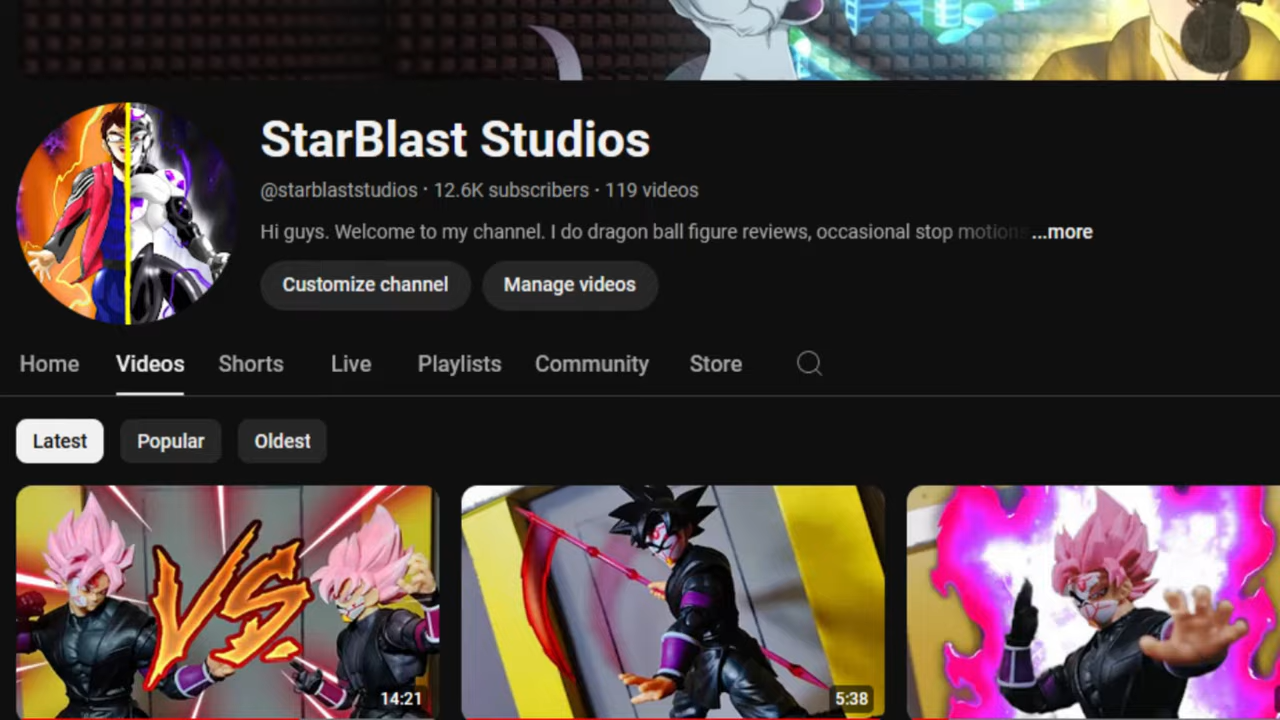 StarBlast Studios
@starblaststudios · 12.6K subscribers · 119 videos
Hi guys. Welcome to my channel. I do dragon ball figure reviews, occasional stop motions ...more
Customize channel Manage videos
Home Videos Shorts Live Playlists Community Store
Latest Popular Oldest
VS.
14:21
5:38